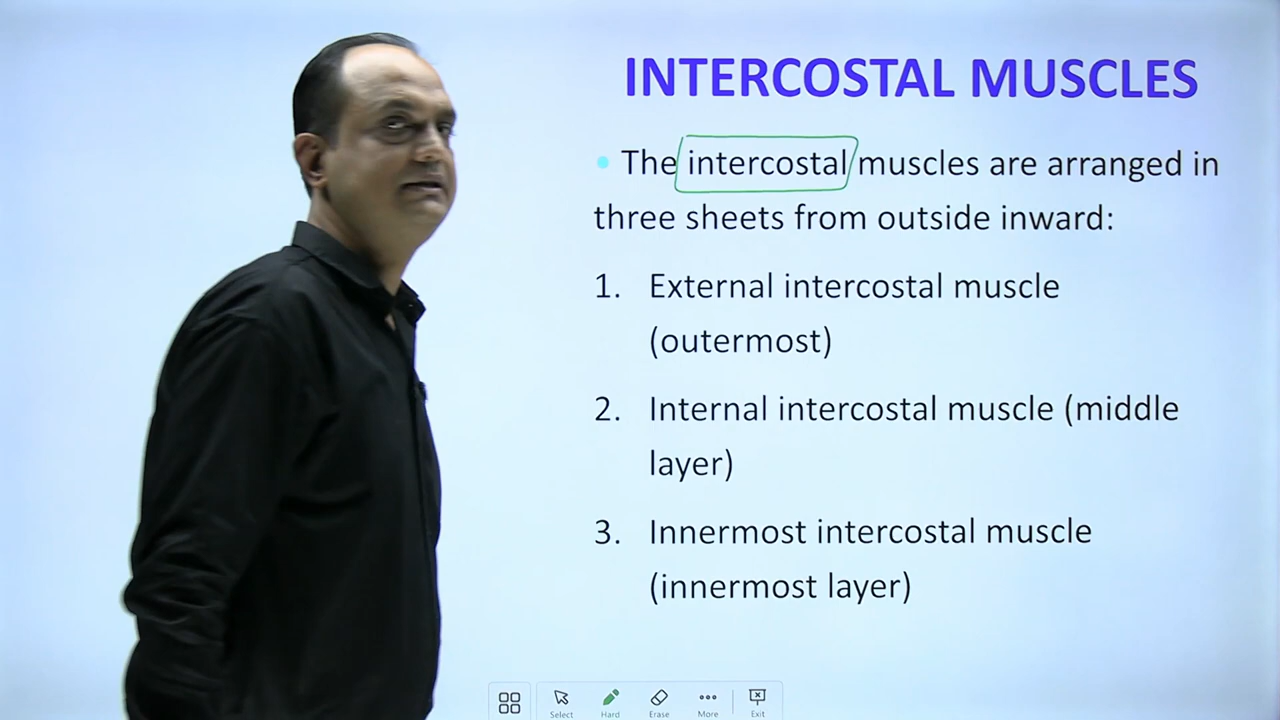 INTERCOSTAL MUSCLES
• The intercostal muscles are arranged in
three sheets from outside inward:
1. External intercostal muscle
(outermost)
2. Internal intercostal muscle (middle
layer)
3. Innermost intercostal muscle
(innermost layer)
Select Hard Erase More Exit